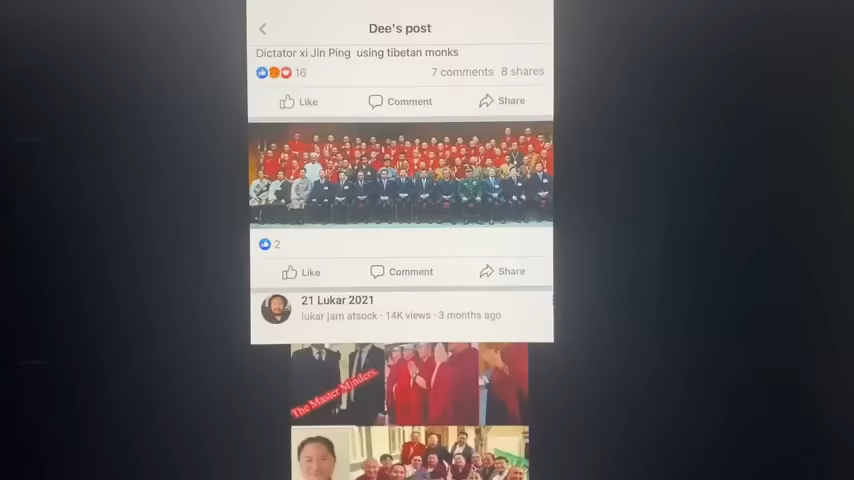 Dee's post
Dictator xi Jin Ping using tibetan monks
16
7 comments 8 shares
Like
Comment
Share
2
Like
Comment
Share
21 Lukar 2021
lukar jam atsock · 14K views · 3 months ago
The Master Minders.